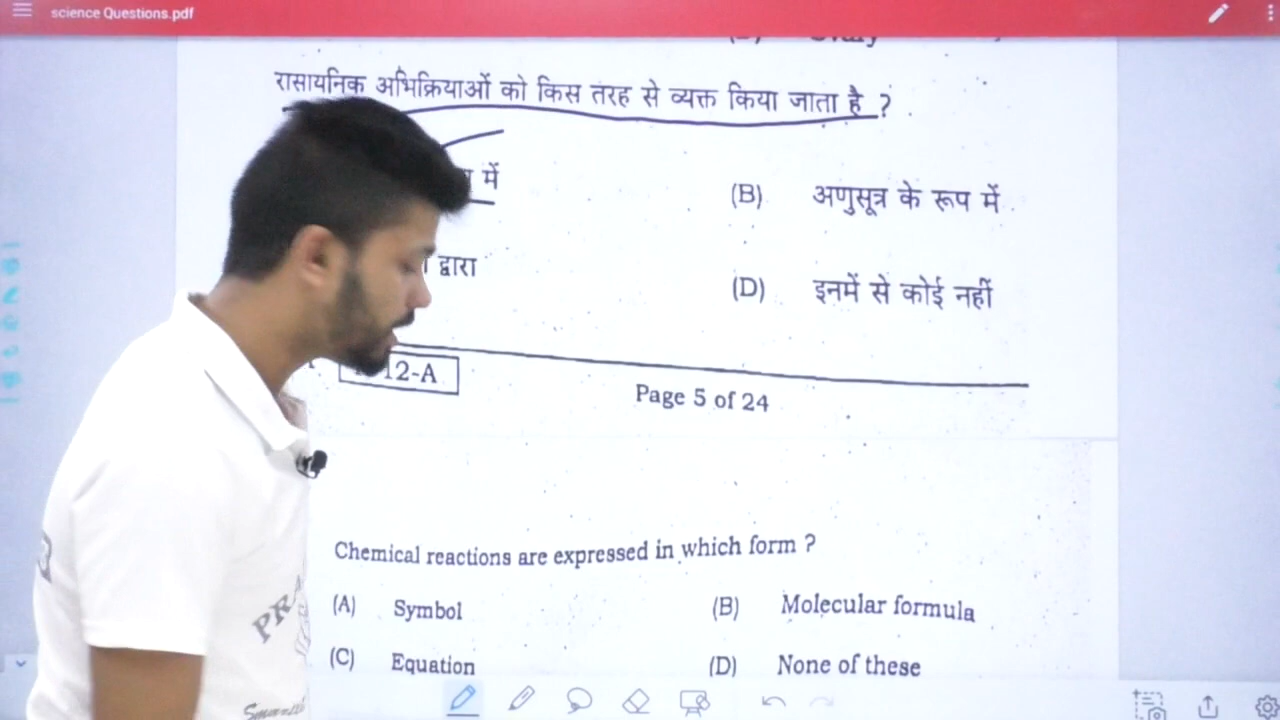 science Questions.pdf
रासायनिक अभिक्रियाओं को किस तरह से व्यक्त किया जाता है ?
में
(B) अणुसूत्र के रूप में
द्वारा
(D) इनमें से कोई नहीं
12-A
Page 5 of 24
Chemical reactions are expressed in which form ?
(A) Symbol (B) Molecular formula
(C) Equation (D) None of these
PRA